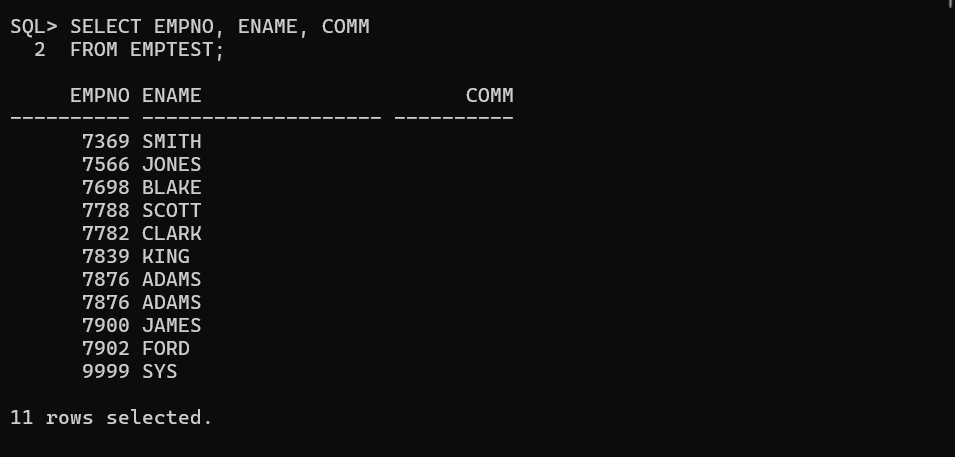 SQL> SELECT EMPNO, ENAME, COMM
  2  FROM EMPTEST;

     EMPNO ENAME                      COMM
---------- -------------------- ----------
      7369 SMITH
      7566 JONES
      7698 BLAKE
      7788 SCOTT
      7782 CLARK
      7839 KING
      7876 ADAMS
      7876 ADAMS
      7900 JAMES
      7902 FORD
      9999 SYS

11 rows selected.